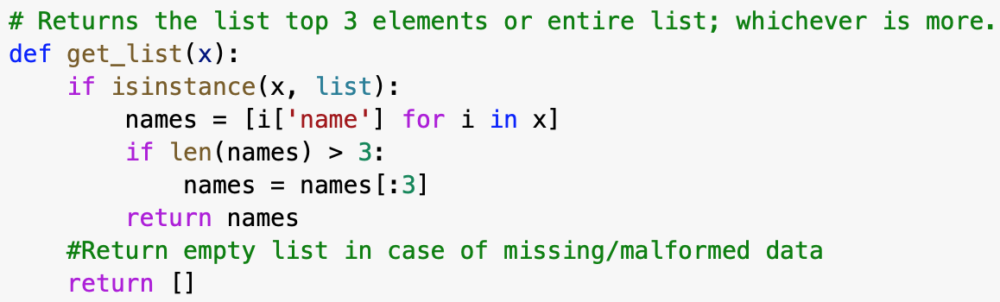 # Returns the list top 3 elements or entire list; whichever is more.
def get_list(x):
    if isinstance(x, list):
        names = [i['name'] for i in x]
        if len(names) > 3:
            names = names[:3]
        return names
    #Return empty list in case of missing/malformed data
    return []